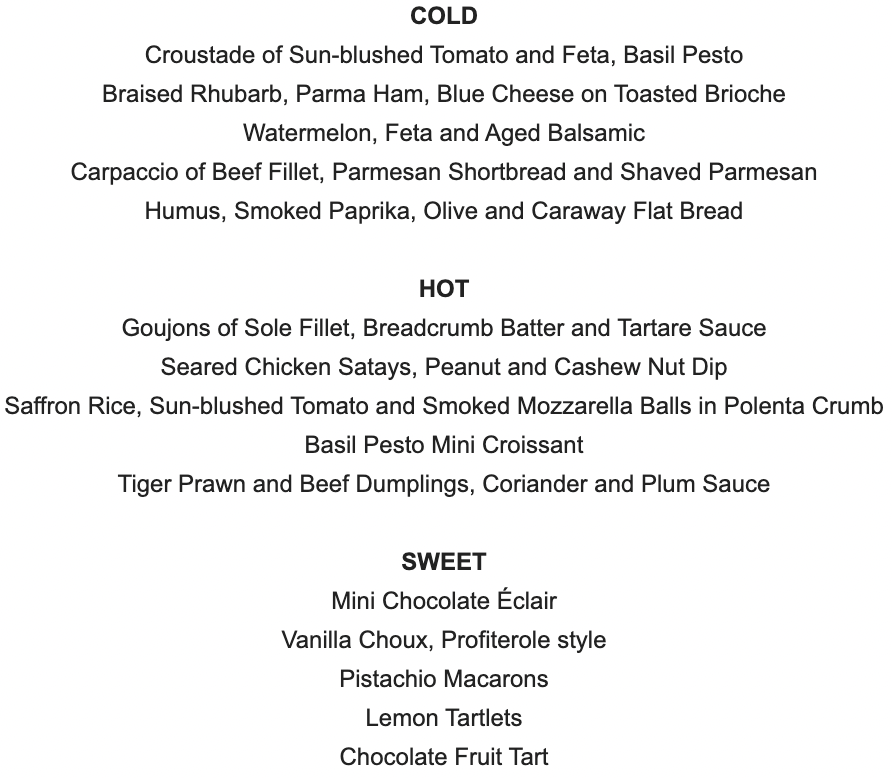 COLD
Croustade of Sun-blushed Tomato and Feta, Basil Pesto
Braised Rhubarb, Parma Ham, Blue Cheese on Toasted Brioche
Watermelon, Feta and Aged Balsamic
Carpaccio of Beef Fillet, Parmesan Shortbread and Shaved Parmesan
Humus, Smoked Paprika, Olive and Caraway Flat Bread
HOT
Goujons of Sole Fillet, Breadcrumb Batter and Tartare Sauce
Seared Chicken Satays, Peanut and Cashew Nut Dip
Saffron Rice, Sun-blushed Tomato and Smoked Mozzarella Balls in Polenta Crumb
Basil Pesto Mini Croissant
Tiger Prawn and Beef Dumplings, Coriander and Plum Sauce
SWEET
Mini Chocolate Éclair
Vanilla Choux, Profiterole style
Pistachio Macarons
Lemon Tartlets
Chocolate Fruit Tart